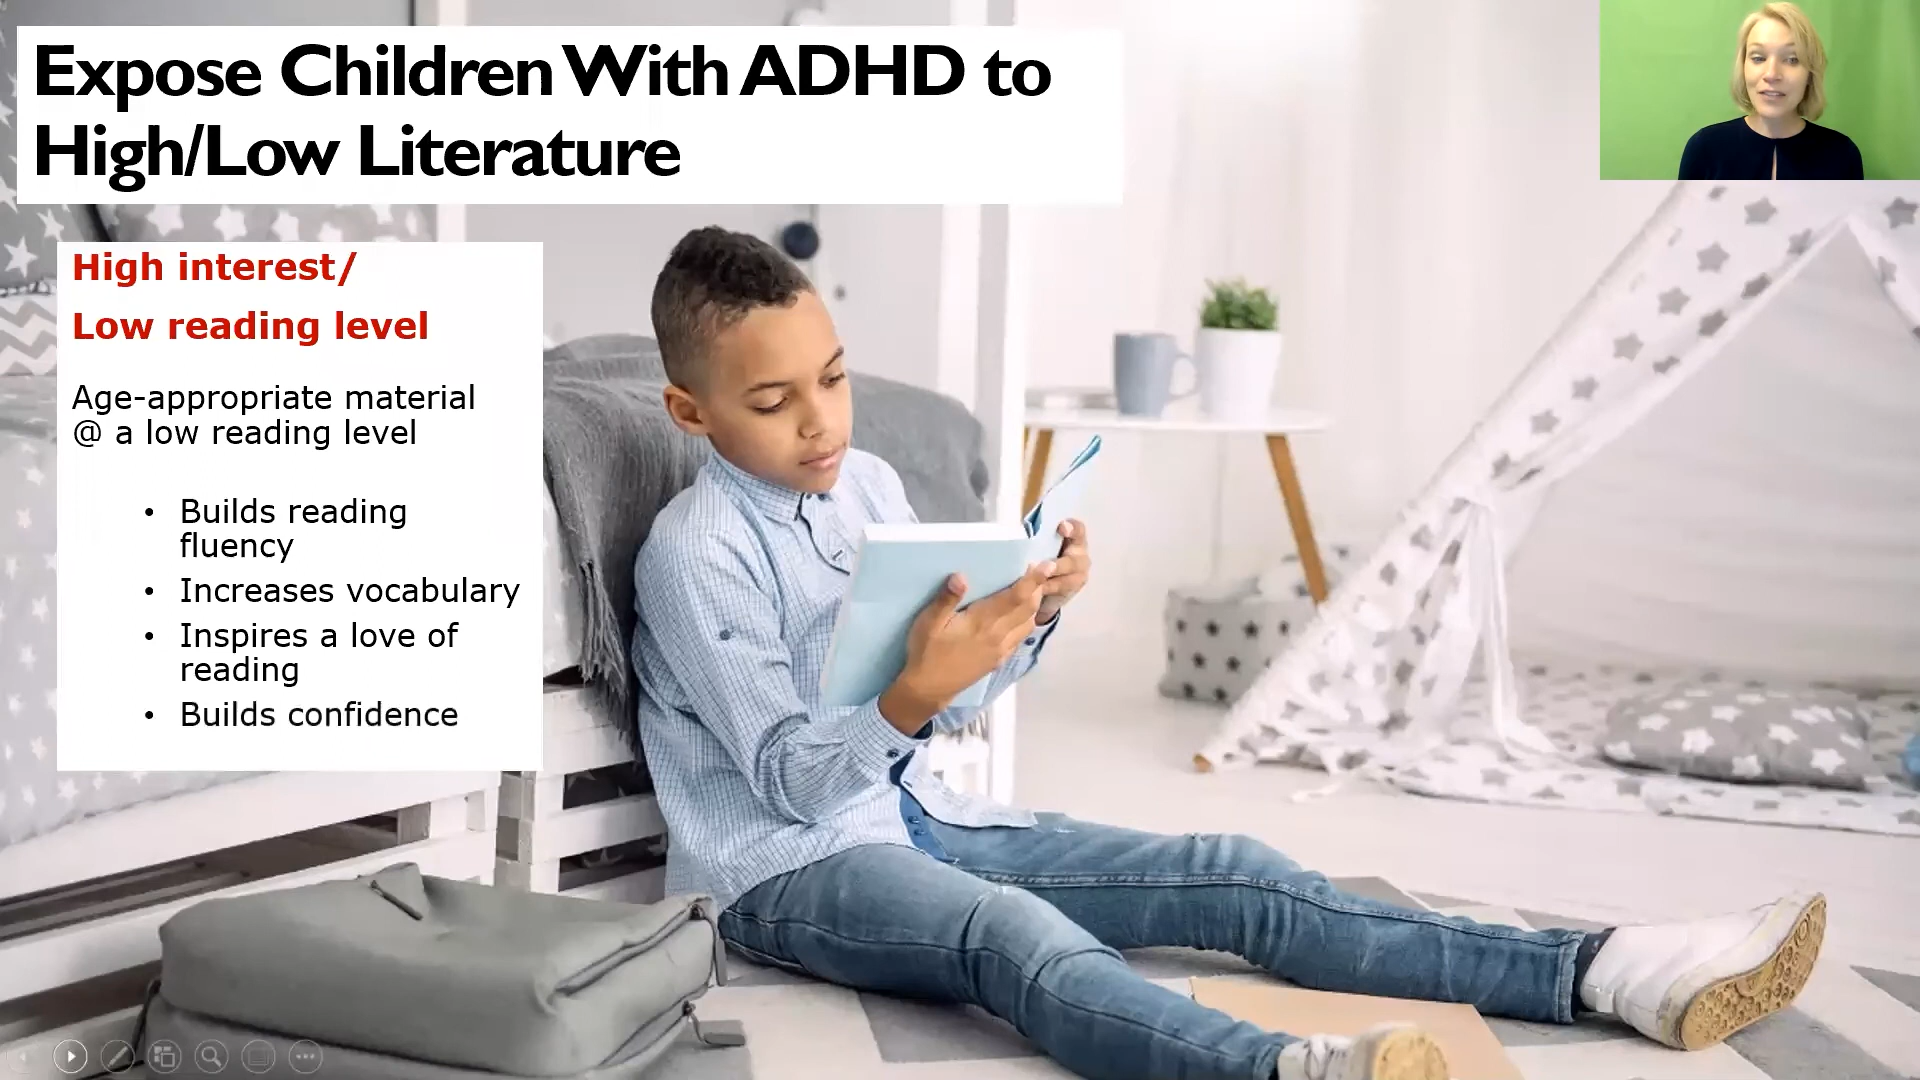 Expose Children With ADHD to
High/Low Literature
High interest/
Low reading level
Age-appropriate material
@ a low reading level
• Builds reading
fluency
• Increases vocabulary
• Inspires a love of
reading
• Builds confidence